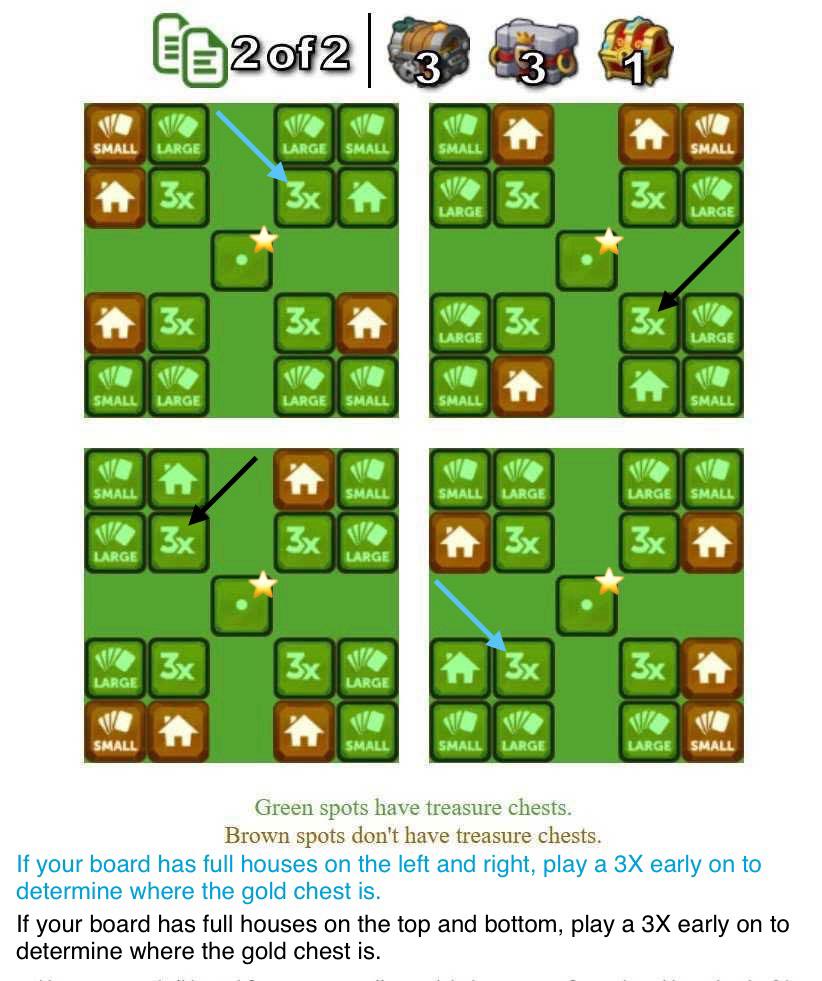 2 of 2 3 3 1
SMALL LARGE LARGE SMALL
3x 3x
3x 3x
SMALL LARGE LARGE SMALL
SMALL SMALL
LARGE 3x 3x LARGE
LARGE 3x 3x LARGE
SMALL SMALL
SMALL SMALL
LARGE 3x 3x LARGE
LARGE 3x 3x LARGE
SMALL SMALL
SMALL LARGE LARGE SMALL
3x 3x
3x 3x
SMALL LARGE LARGE SMALL
Green spots have treasure chests.
Brown spots don't have treasure chests.
If your board has full houses on the left and right, play a 3X early on to
determine where the gold chest is.
If your board has full houses on the top and bottom, play a 3X early on to
determine where the gold chest is.